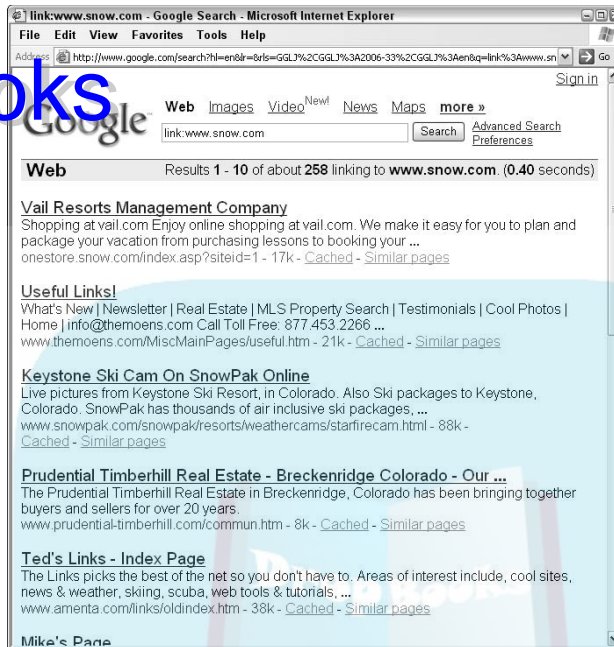 link:www.snow.com - Google Search - Microsoft Internet Explorer
File Edit View Favorites Tools Help
Address http://www.google.com/search?hl=en&lr=&rls=GGLJ%2CGGLJ%3A2006-33%2CGGLJ%3Aen&q=link%3Awww.sn Go
Sign in
oks
Google
Web Images Video New! News Maps more »
link:www.snow.com Search Advanced Search
Preferences
Web Results 1 - 10 of about 258 linking to www.snow.com. (0.40 seconds)
Vail Resorts Management Company
Shopping at vail.com Enjoy online shopping at vail.com. We make it easy for you to plan and
package your vacation from purchasing lessons to booking your ...
onestore.snow.com/index.asp?siteid=1 - 17k - Cached - Similar pages
Useful Links!
What's New | Newsletter | Real Estate | MLS Property Search | Testimonials | Cool Photos |
Home | info@themoens.com Call Toll Free: 877.453.2266 ...
www.themoens.com/MiscMainPages/useful.htm - 21k - Cached - Similar pages
Keystone Ski Cam On SnowPak Online
Live pictures from Keystone Ski Resort, in Colorado. Also Ski packages to Keystone,
Colorado. SnowPak has thousands of air inclusive ski packages, ...
www.snowpak.com/snowpak/resorts/weathercams/starfirecam.html - 88k -
Cached - Similar pages
Prudential Timberhill Real Estate - Breckenridge Colorado - Our ...
The Prudential Timberhill Real Estate in Breckenridge, Colorado has been bringing together
buyers and sellers for over 20 years.
www.prudential-timberhill.com/commun.htm - 8k - Cached - Similar pages
Ted's Links - Index Page
The Links picks the best of the net so you don't have to. Areas of interest include, cool sites,
news & weather, skiing, scuba, web tools & tutorials, ...
www.amenta.com/links/oldindex.htm - 38k - Cached - Similar pages
Mike's Page